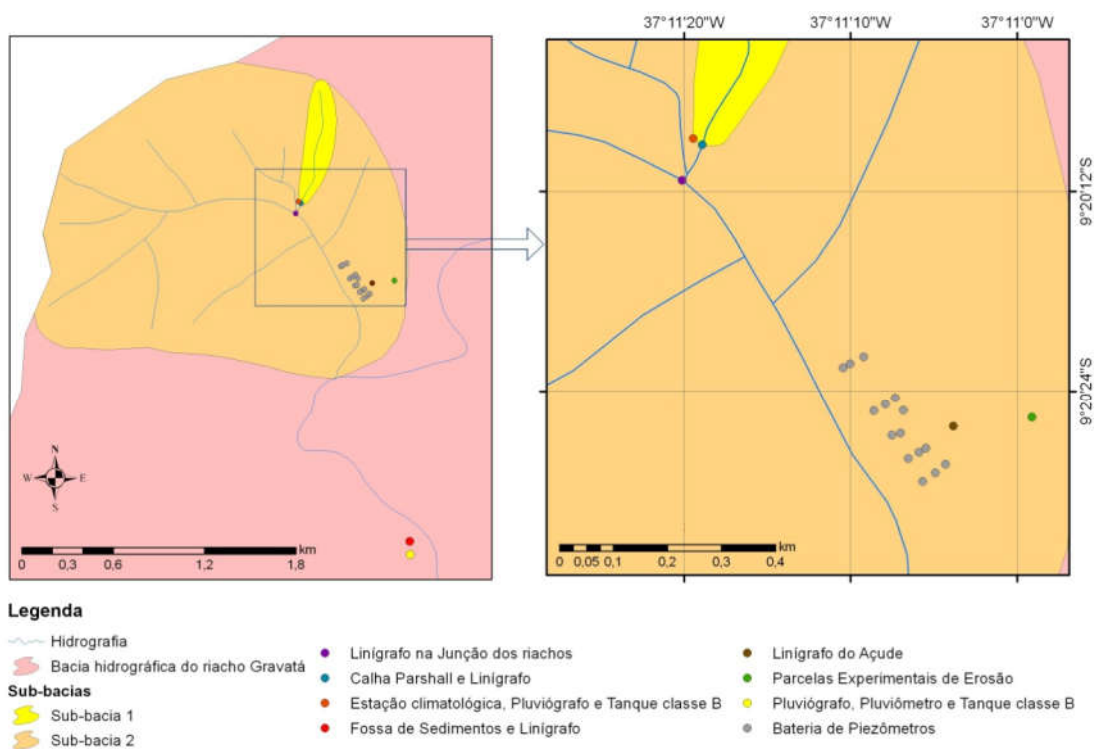 37°11'20"W 37°11'10"W 37°11'0"W
9°20'12"S
9°20'24"S
N
W E
S
km
0 0,3 0,6 1,2 1,8
km
0 0,05 0,1 0,2 0,3 0,4
Legenda
Hidrografia
Bacia hidrográfica do riacho Gravatá
Sub-bacias
Sub-bacia 1
Sub-bacia 2
Linígrafo na Junção dos riachos
Calha Parshall e Linígrafo
Estação climatológica, Pluviógrafo e Tanque classe B
Fossa de Sedimentos e Linígrafo
Linígrafo do Açude
Parcelas Experimentais de Erosão
Pluviógrafo, Pluviômetro e Tanque classe B
Bateria de Piezômetros